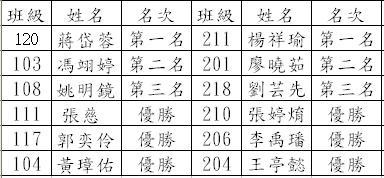 班級 姓名 名次 班級 姓名 名次
120 蔣岱蓉 第一名 211 楊祥瑜 第一名
103 馮翊婷 第二名 201 廖曉茹 第二名
108 姚明鏡 第三名 218 劉芸先 第三名
111 張慈 優勝 210 張婷熵 優勝
117 郭奕伶 優勝 206 李禹璠 優勝
104 黃璋佑 優勝 204 王亭懿 優勝